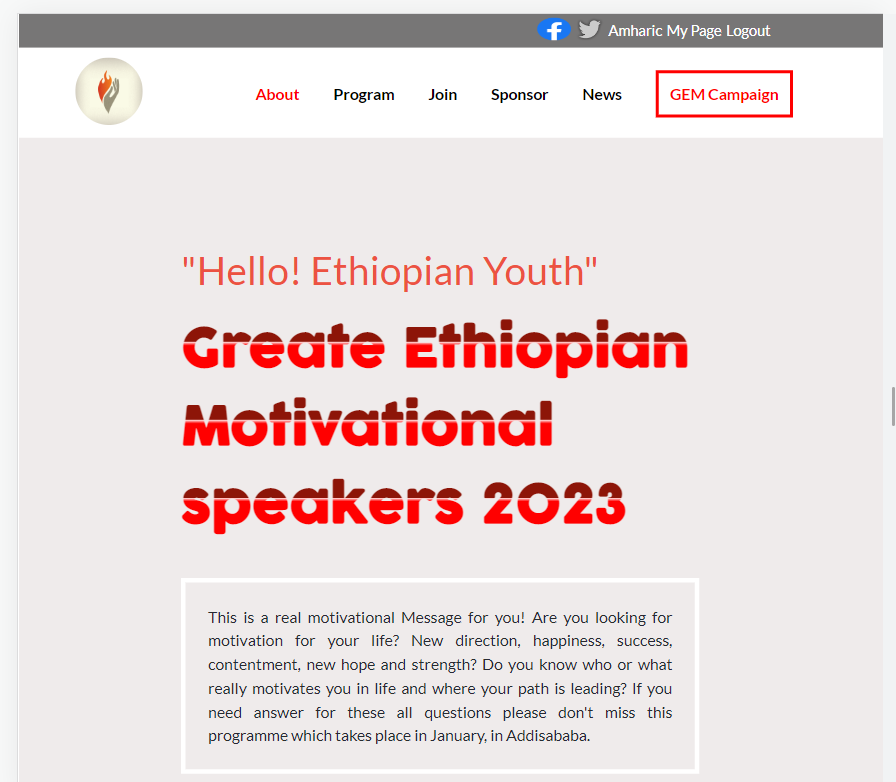 Amharic My Page Logout
About Program Join Sponsor News GEM Campaign
"Hello! Ethiopian Youth"
Greate Ethiopian
Motivational
speakers 2023
This is a real motivational Message for you! Are you looking for
motivation for your life? New direction, happiness, success,
contentment, new hope and strength? Do you know who or what
really motivates you in life and where your path is leading? If you
need answer for these all questions please don't miss this
programme which takes place in January, in Addisababa.